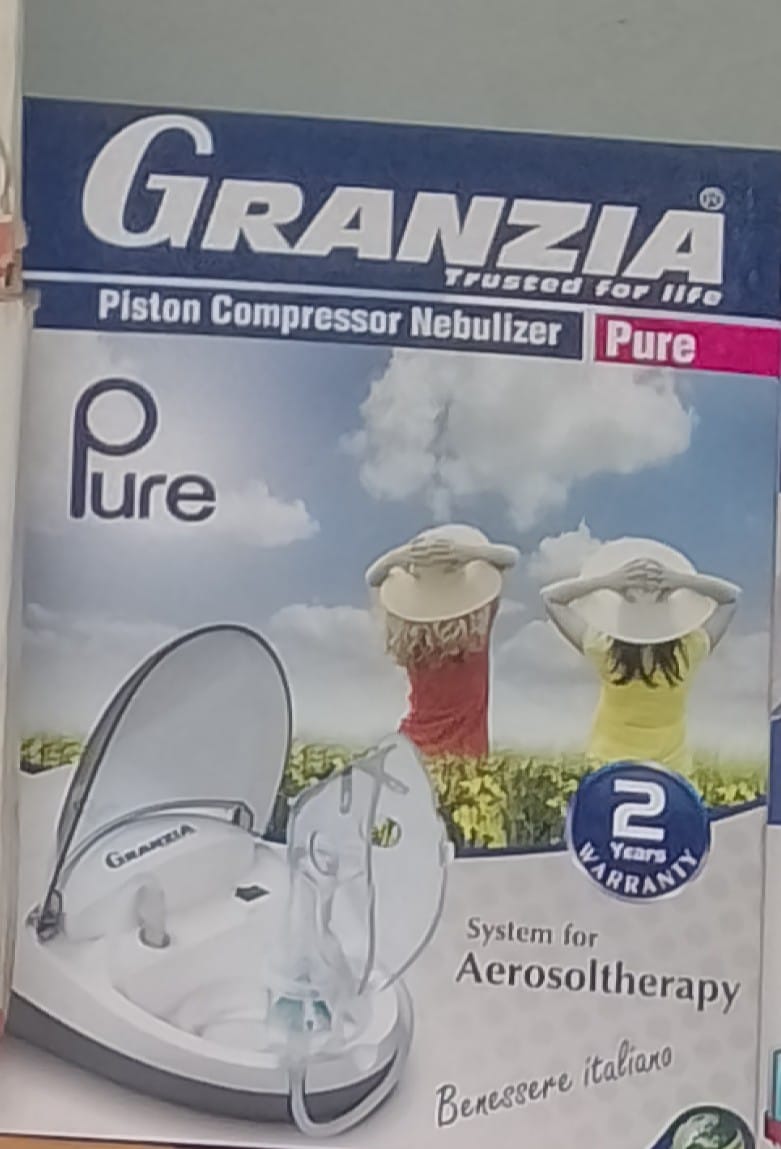 GRANZIA®
Trusted for life
Piston Compressor Nebulizer Pure
Pure
GRANZIA
2
Years
WARRANTY
System for
Aerosoltherapy
Benessere italiano